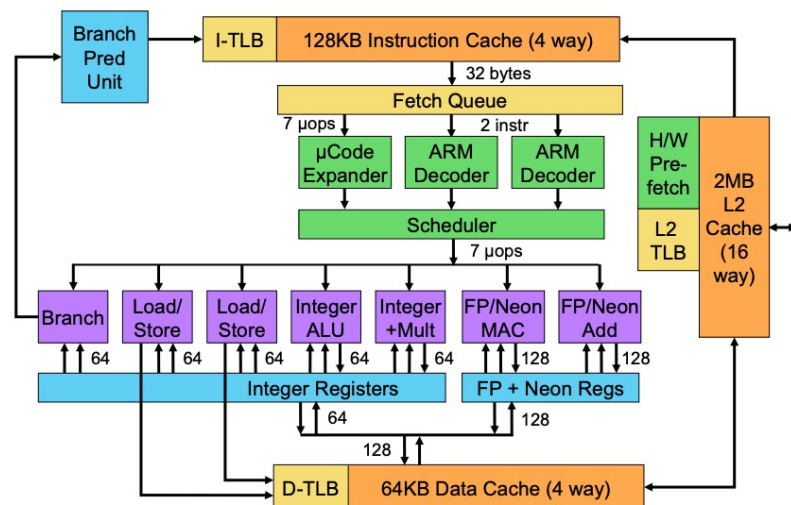 Branch
Pred
Unit
I-TLB
128KB Instruction Cache (4 way)
32 bytes
Fetch Queue
7 µops
2 instr
µCode
Expander
ARM
Decoder
ARM
Decoder
H/W
Pre-
fetch
L2
TLB
2MB
L2
Cache
(16
way)
Scheduler
7 µops
Branch
Load/
Store
Load/
Store
Integer
ALU
Integer
+Mult
FP/Neon
MAC
FP/Neon
Add
64
64
64
64
64
128
128
Integer Registers
FP + Neon Regs
64
128
128
D-TLB
64KB Data Cache (4 way)